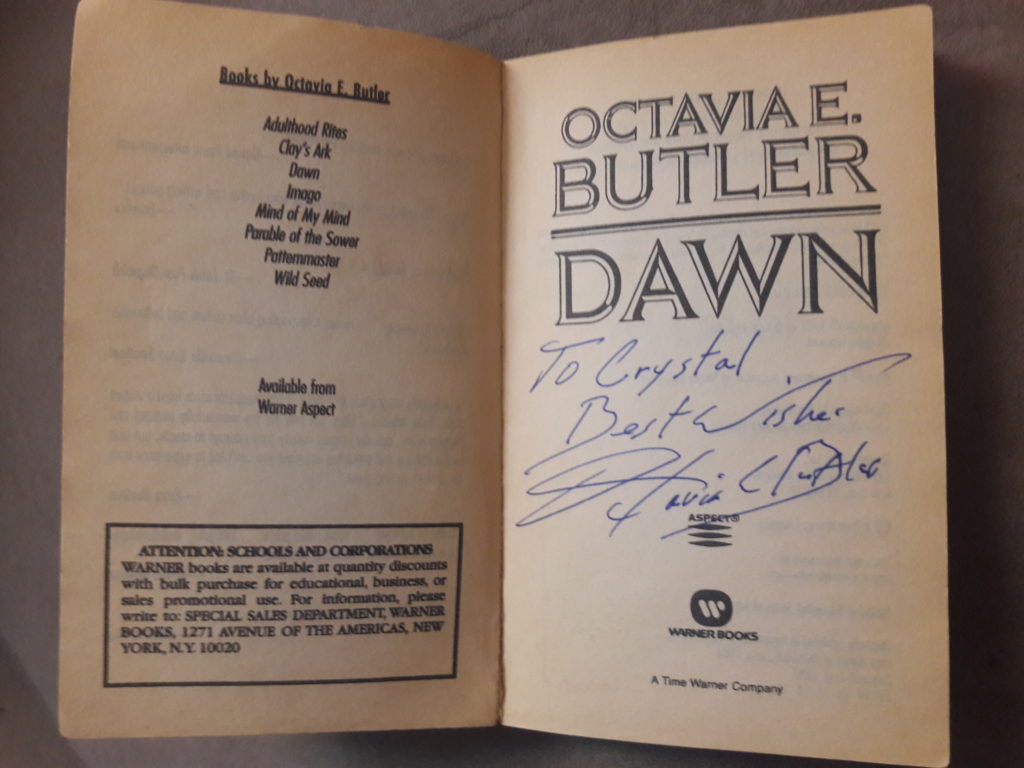 Books by Octavia E. Butler
Adulthood Rites
Clay's Ark
Dawn
Imago
Mind of My Mind
Parable of the Sower
Patternmaster
Wild Seed
Available from
Warner Aspect
ATTENTION: SCHOOLS AND CORPORATIONS
WARNER books are available at quantity discounts
with bulk purchase for educational, business, or
sales promotional use. For information, please
write to: SPECIAL SALES DEPARTMENT, WARNER
BOOKS, 1271 AVENUE OF THE AMERICAS, NEW
YORK, N.Y. 10020
OCTAVIA E.
BUTLER
DAWN
To Crystal
Best Wishes
Octavia E Butler
ASPECT®
WARNER BOOKS
A Time Warner Company